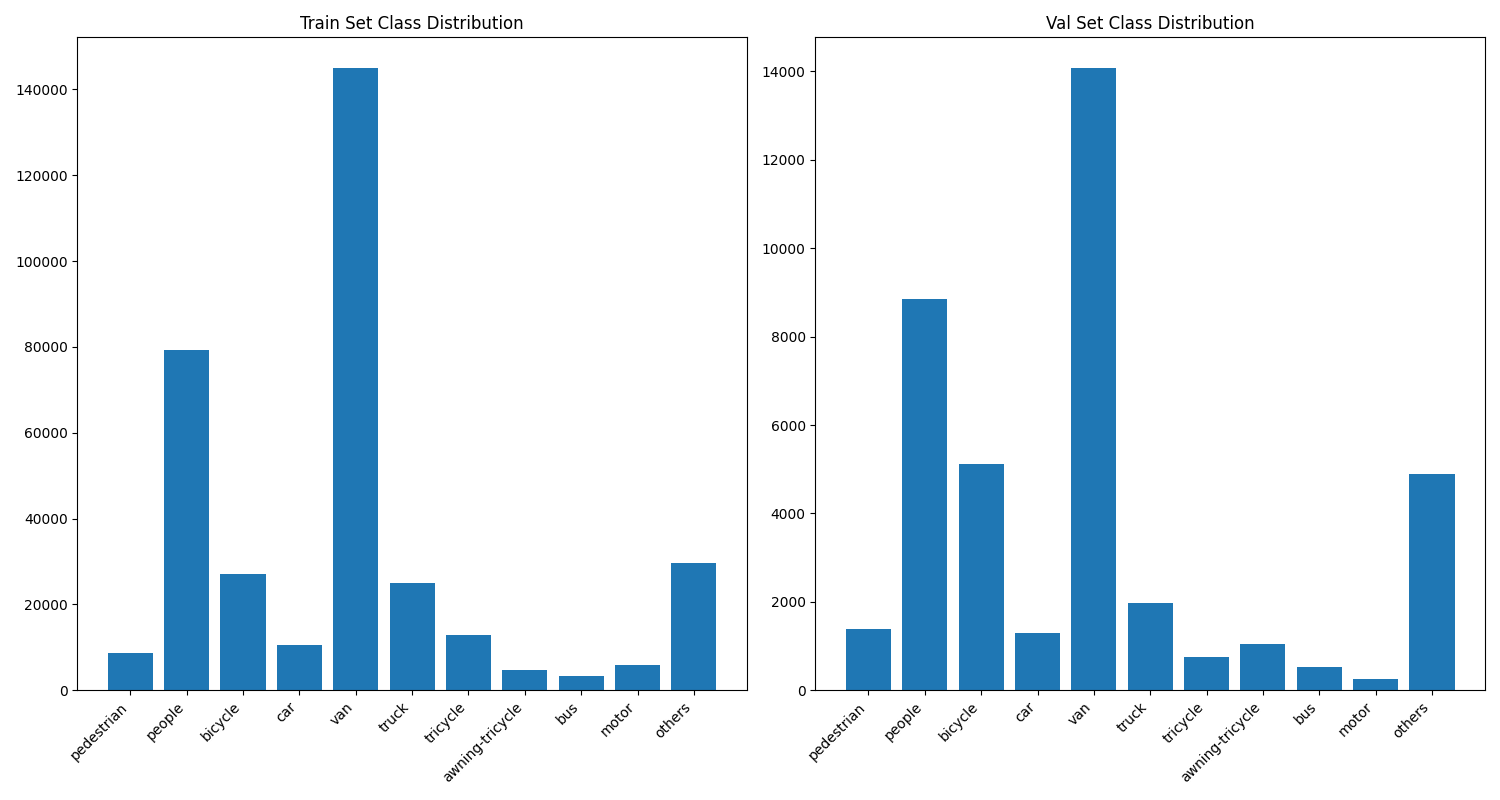 Train Set Class Distribution
140000
120000
100000
80000
60000
40000
20000
0
pedestrian
people
bicycle
car
van
truck
tricycle
awning-tricycle
bus
motor
others
Val Set Class Distribution
14000
12000
10000
8000
6000
4000
2000
0
pedestrian
people
bicycle
car
van
truck
tricycle
awning-tricycle
bus
motor
others